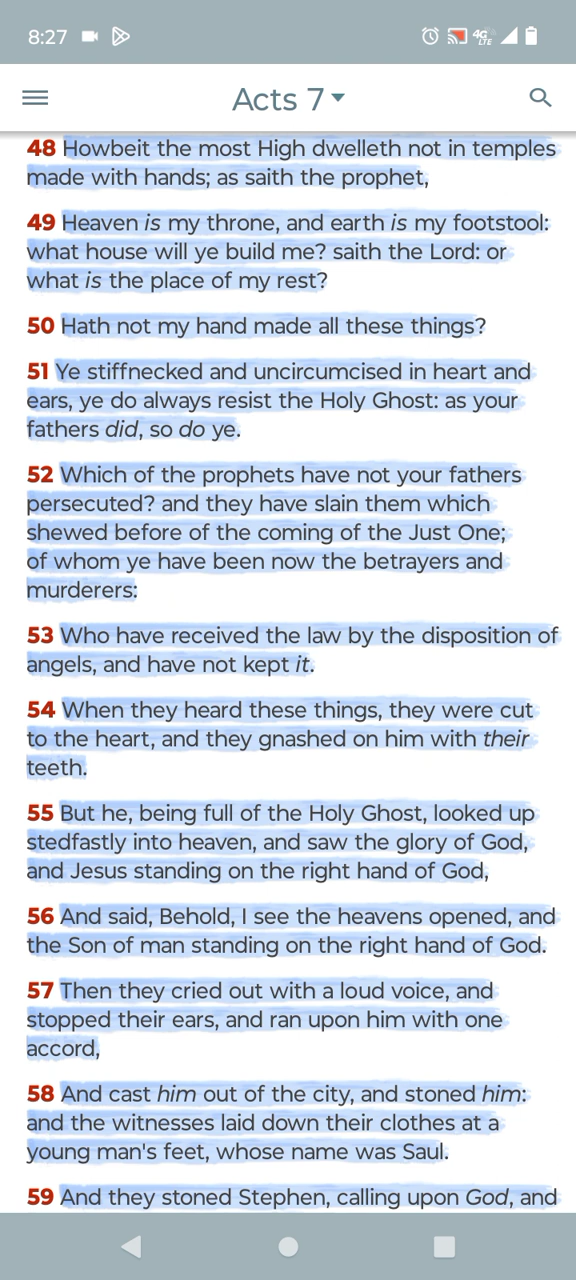 8:27
4G
LTE
Acts 7
48 Howbeit the most High dwelleth not in temples
made with hands; as saith the prophet,
49 Heaven is my throne, and earth is my footstool:
what house will ye build me? saith the Lord: or
what is the place of my rest?
50 Hath not my hand made all these things?
51 Ye stiffnecked and uncircumcised in heart and
ears, ye do always resist the Holy Ghost: as your
fathers did, so do ye.
52 Which of the prophets have not your fathers
persecuted? and they have slain them which
shewed before of the coming of the Just One;
of whom ye have been now the betrayers and
murderers:
53 Who have received the law by the disposition of
angels, and have not kept it.
54 When they heard these things, they were cut
to the heart, and they gnashed on him with their
teeth.
55 But he, being full of the Holy Ghost, looked up
stedfastly into heaven, and saw the glory of God,
and Jesus standing on the right hand of God,
56 And said, Behold, I see the heavens opened, and
the Son of man standing on the right hand of God.
57 Then they cried out with a loud voice, and
stopped their ears, and ran upon him with one
accord,
58 And cast him out of the city, and stoned him:
and the witnesses laid down their clothes at a
young man's feet, whose name was Saul.
59 And they stoned Stephen, calling upon God, and